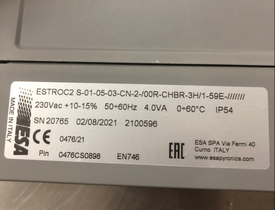 ESTROC2 S-01-05-03-CN-2-/00R-CHBR-3H/1-59E-///////
230Vac +10-15% 50÷60Hz 4.0VA 0÷60°C IP54
SN 20765 02/08/2021 2100596
MADE IN ITALY
ESA
0476/21
CE
Pin 0476CS0898 EN746
EAC
ESA SPA Via Fermi 40
Curno ITALY
www.esapyronics.com